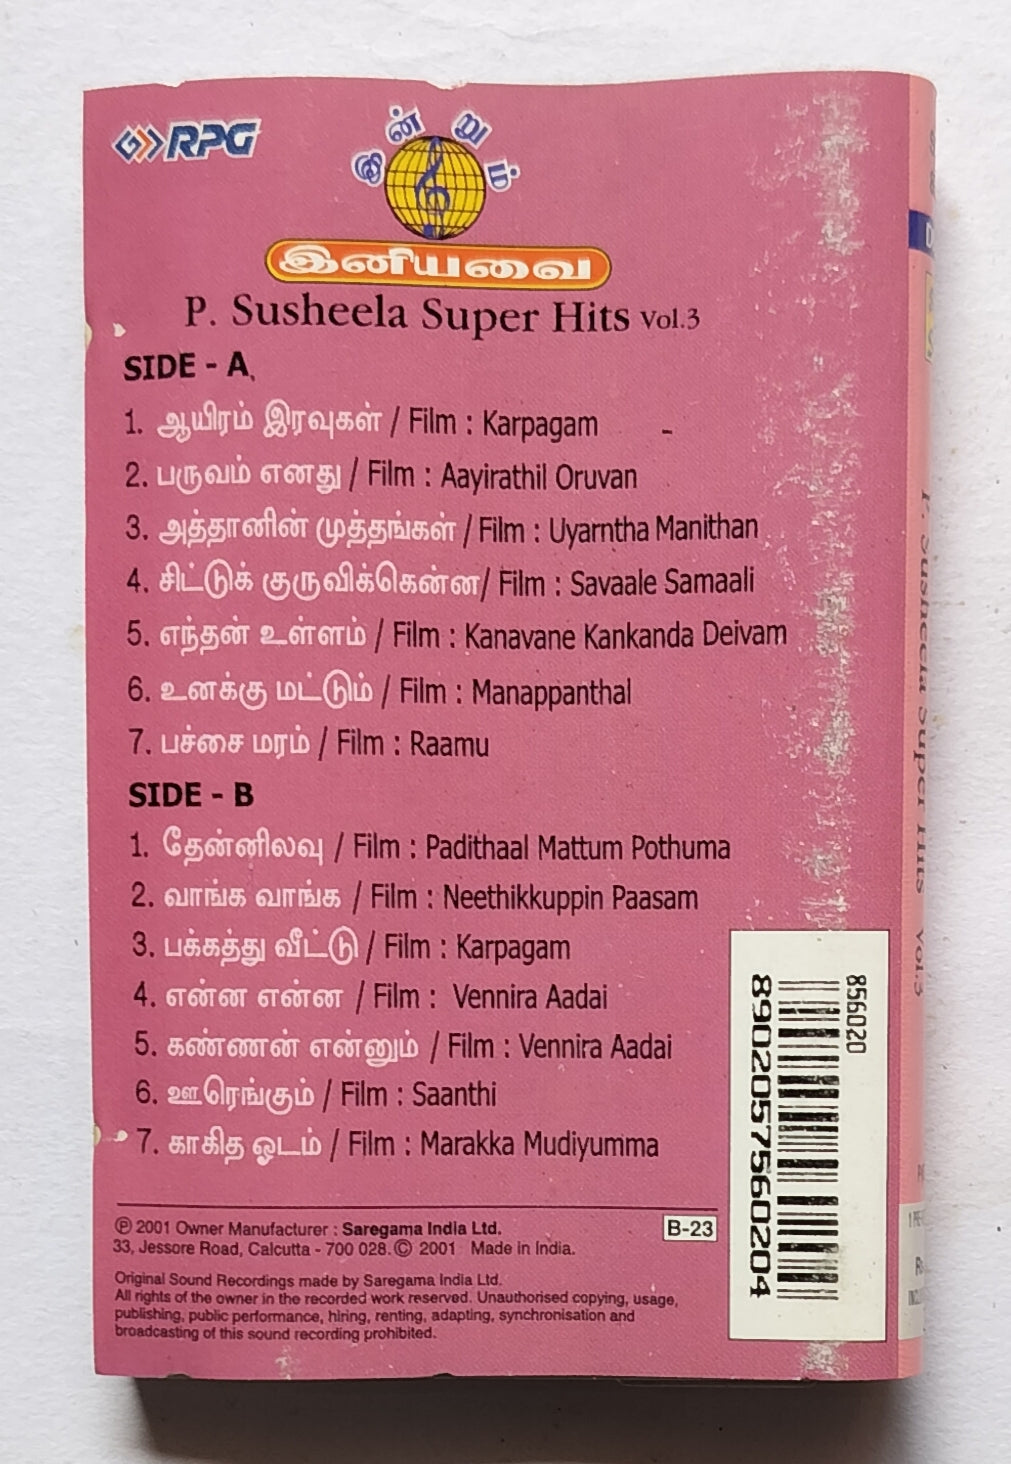 RPG
இன்றும்
இனியவை
P. Susheela Super Hits Vol.3
SIDE - A
1. ஆயிரம் இரவுகள் / Film : Karpagam
2. பருவம் எனது / Film : Aayirathil Oruvan
3. அத்தானின் முத்தங்கள் / Film : Uyarntha Manithan
4. சிட்டுக் குருவிக்கென்ன/ Film : Savaale Samaali
5. எந்தன் உள்ளம் / Film : Kanavane Kankanda Deivam
6. உனக்கு மட்டும் / Film : Manappanthal
7. பச்சை மரம் / Film : Raamu
SIDE - B
1. தேன்னிலவு / Film : Padithaal Mattum Pothuma
2. வாங்க வாங்க / Film : Neethikkuppin Paasam
3. பக்கத்து வீட்டு / Film : Karpagam
4. என்ன என்ன / Film : Vennira Aadai
5. கண்ணன் என்னும் / Film : Vennira Aadai
6. ஊரெங்கும் / Film : Saanthi
7. காகித ஓடம் / Film : Marakka Mudiyumma
℗ 2001 Owner Manufacturer : Saregama India Ltd.
33, Jessore Road, Calcutta - 700 028. © 2001 Made in India.
B-23
Original Sound Recordings made by Saregama India Ltd.
All rights of the owner in the recorded work reserved. Unauthorised copying, usage,
publishing, public performance, hiring, renting, adapting, synchronisation and
broadcasting of this sound recording prohibited.
856020
8902057560204
P. Susheela Super Hits Vol.3